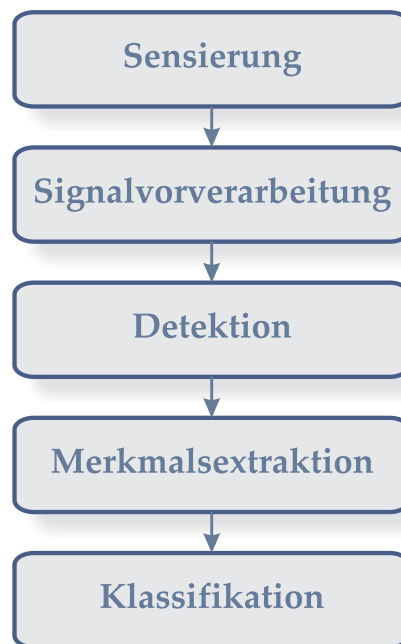 Sensierung
Signalvorverarbeitung
Detektion
Merkmalsextraktion
Klassifikation